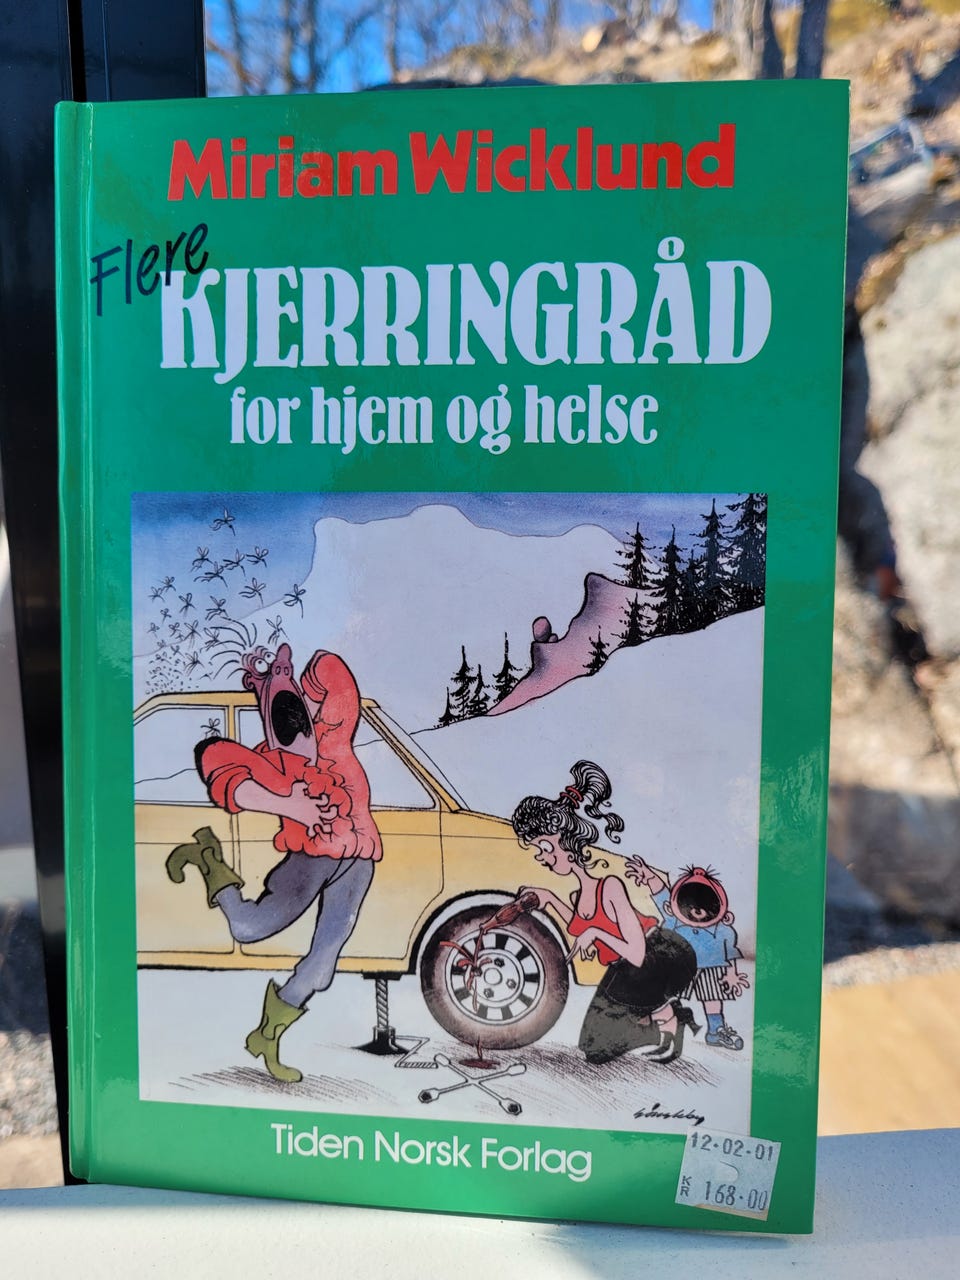 Miriam Wicklund
Flere
KJERRINGRÅD
for hjem og helse
Tiden Norsk Forlag
12-02-01
KR 168-00